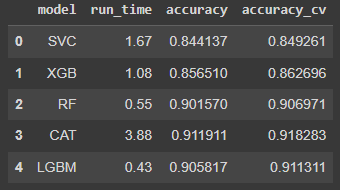 model run_time accuracy accuracy_cv
0 SVC 1.67 0.844137 0.849261
1 XGB 1.08 0.856510 0.862696
2 RF 0.55 0.901570 0.906971
3 CAT 3.88 0.911911 0.918283
4 LGBM 0.43 0.905817 0.911311